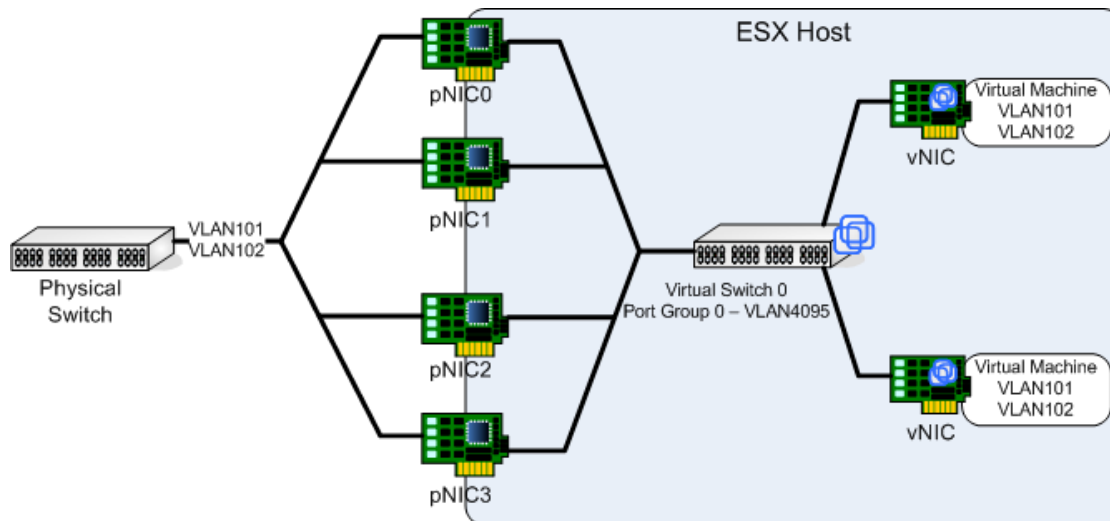 ESX Host
pNIC0
Virtual Machine
VLAN101
VLAN102
vNIC
pNIC1
VLAN101
VLAN102
Physical
Switch
Virtual Switch 0
Port Group 0 – VLAN4095
pNIC2
Virtual Machine
VLAN101
VLAN102
vNIC
pNIC3